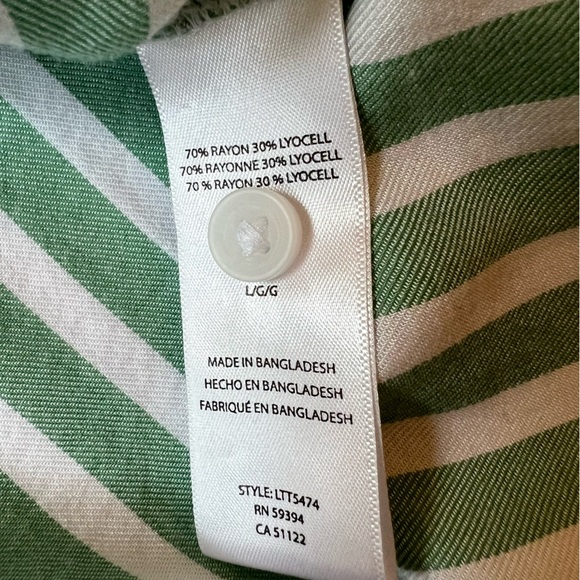 70% RAYON 30% LYOCELL
70% RAYONNE 30% LYOCELL
70 % RAYON 30 % LYOCELL
L/G/G
MADE IN BANGLADESH
HECHO EN BANGLADESH
FABRIQUÉ EN BANGLADESH
STYLE: LTT5474
RN 59394
CA 51122